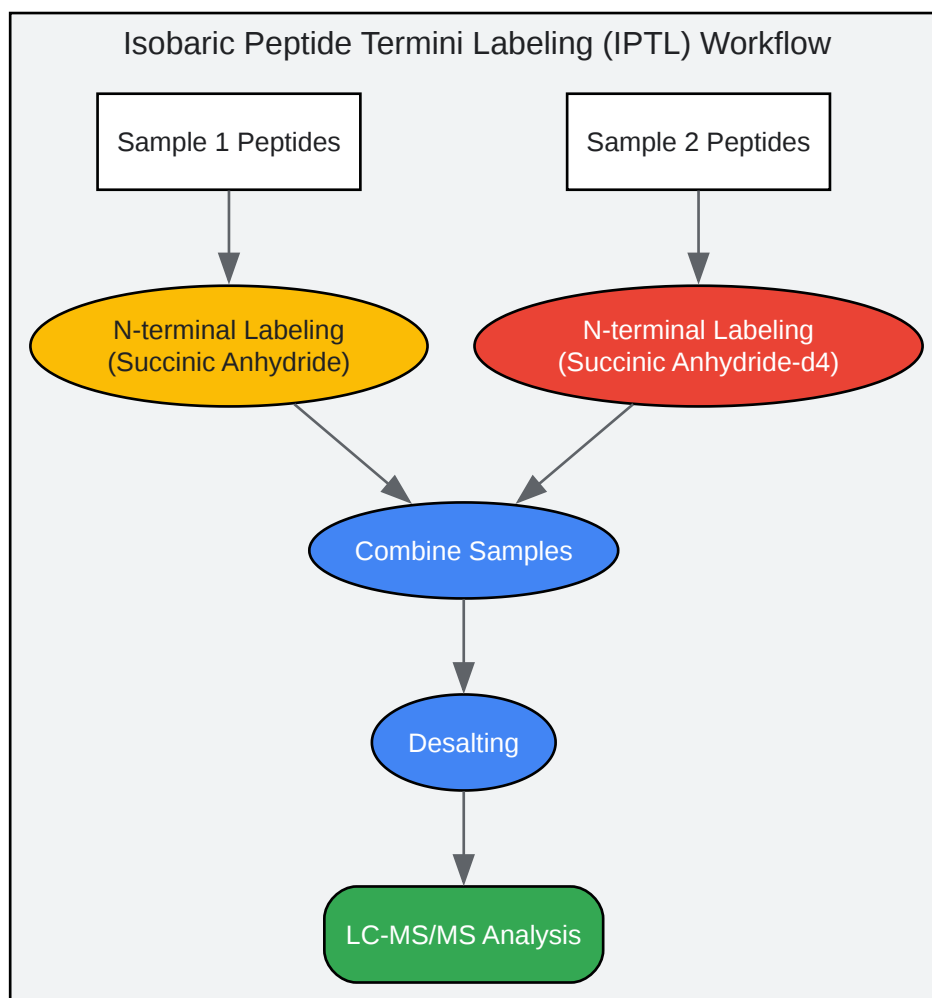 Isobaric Peptide Termini Labeling (IPTL) Workflow
Sample 1 Peptides
Sample 2 Peptides
N-terminal Labeling
(Succinic Anhydride)
N-terminal Labeling
(Succinic Anhydride-d4)
Combine Samples
Desalting
LC-MS/MS Analysis